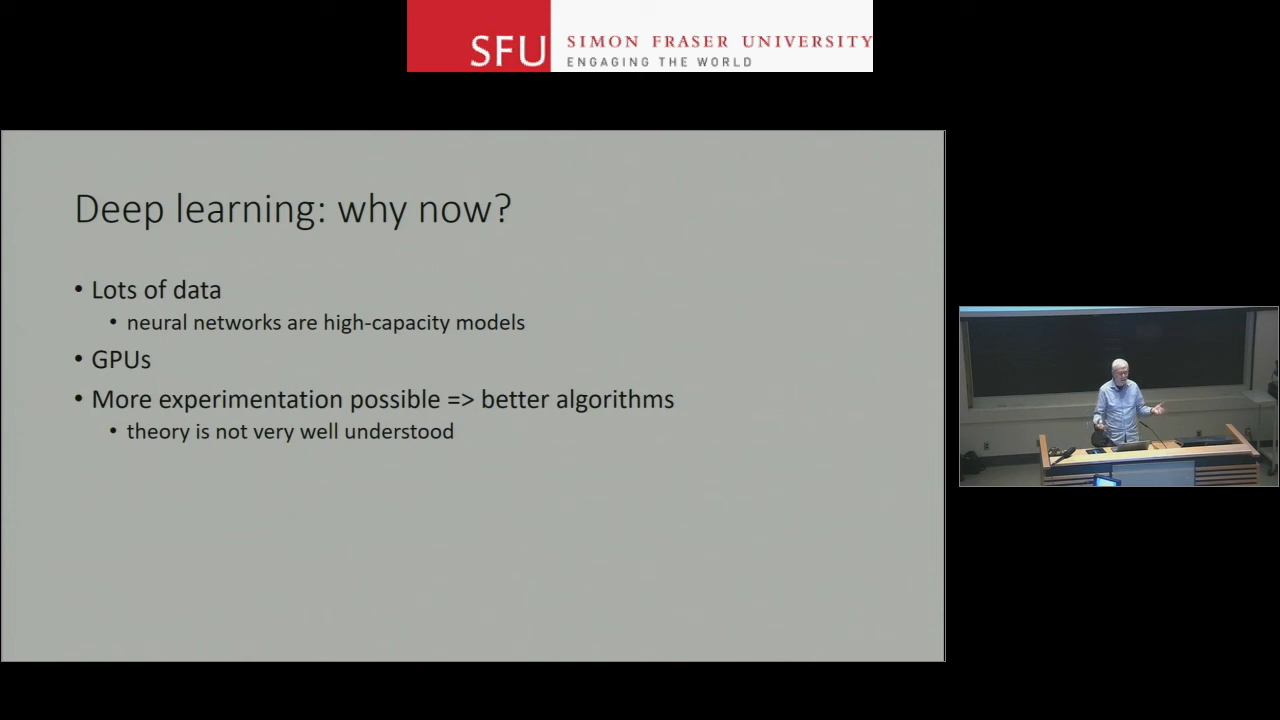 SFU SIMON FRASER UNIVERSITY
ENGAGING THE WORLD
Deep learning: why now?
• Lots of data
• neural networks are high-capacity models
• GPUs
• More experimentation possible => better algorithms
• theory is not very well understood